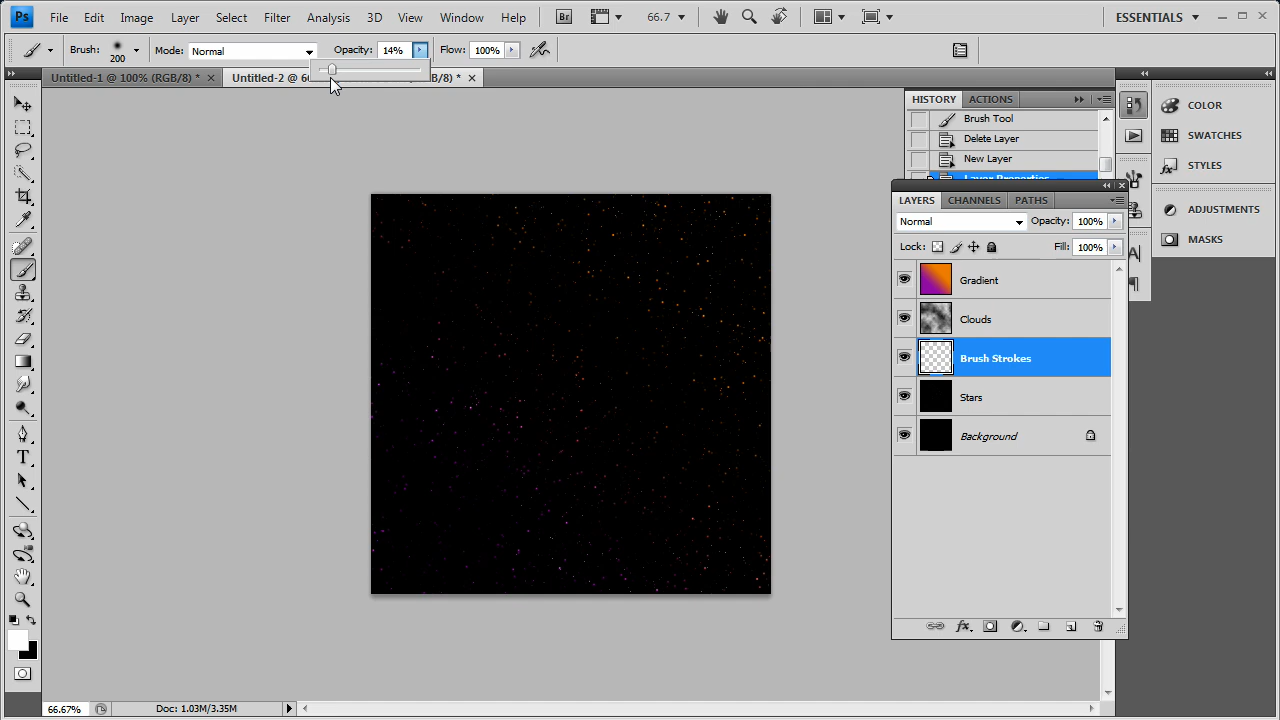 Ps File Edit Image Layer Select Filter Analysis 3D View Window Help Br 66.7 ESSENTIALS
Brush: 200 Mode: Normal Opacity: 14% Flow: 100%
Untitled-1 @ 100% (RGB/8) * Untitled-2 @ 6 B/8) *
HISTORY ACTIONS
Brush Tool
Delete Layer
New Layer
Layer Properties
COLOR
SWATCHES
STYLES
ADJUSTMENTS
MASKS
LAYERS CHANNELS PATHS
Normal Opacity: 100%
Lock: Fill: 100%
Gradient
Clouds
Brush Strokes
Stars
Background
66.67% Doc: 1.03M/3.35M